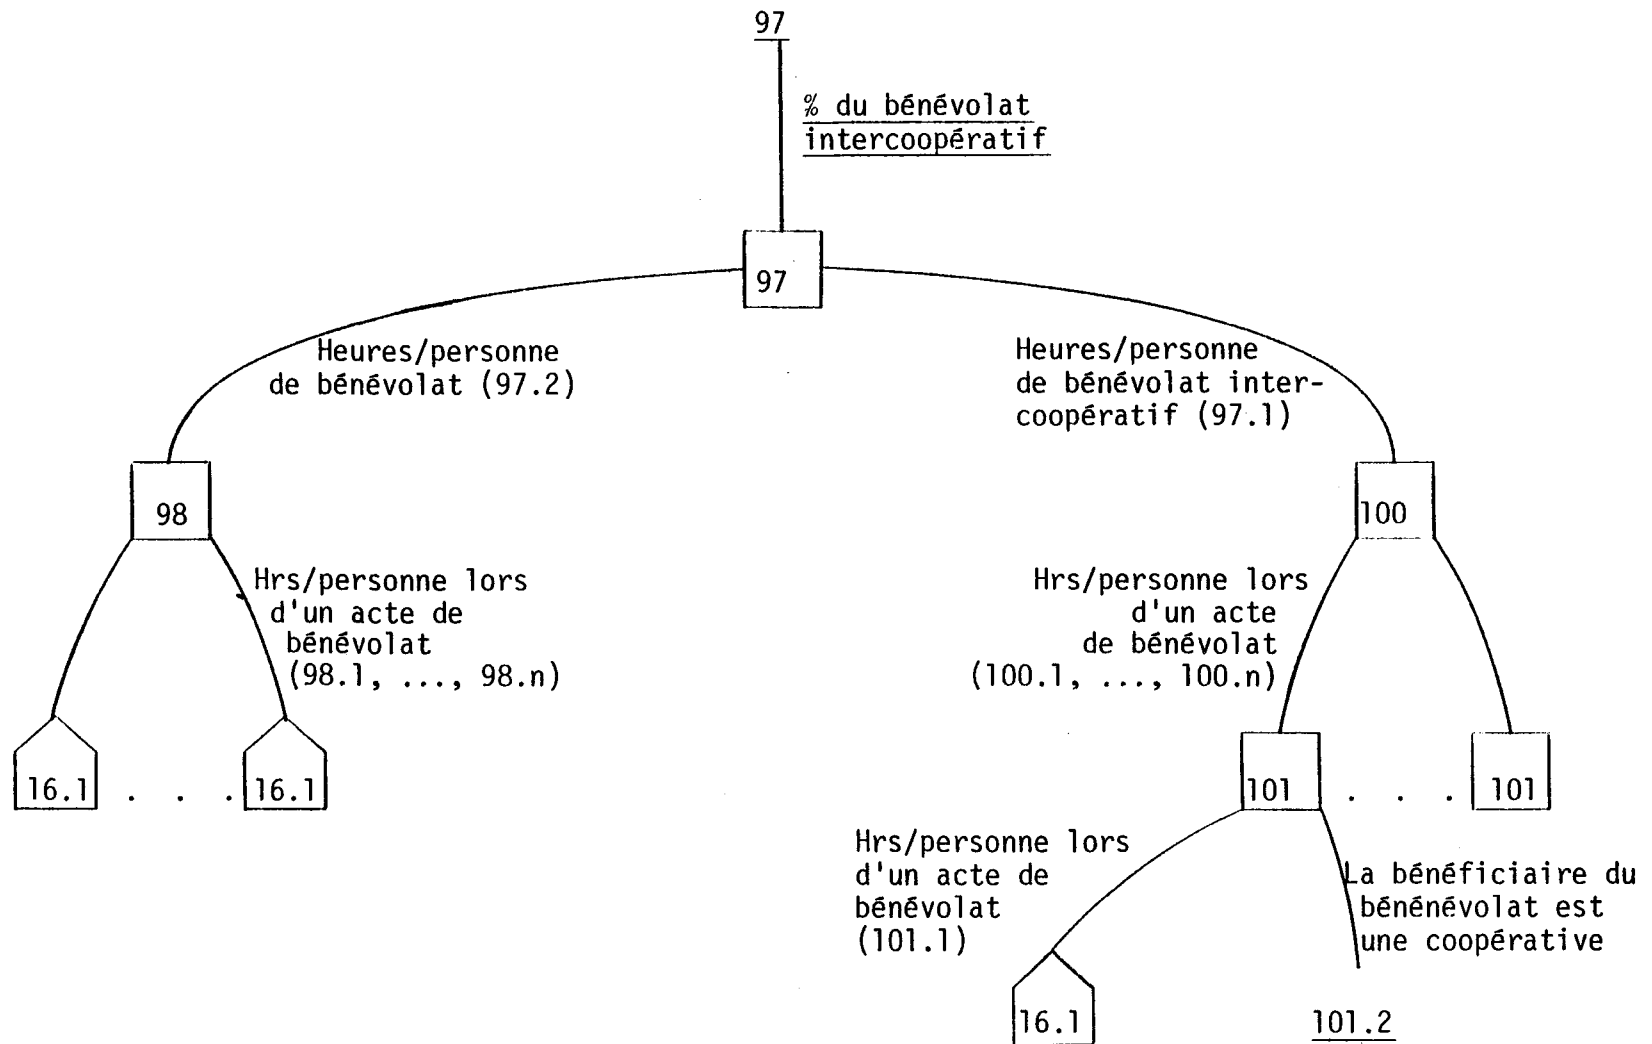 97
% du bénévolat
intercoopératif
97
Heures/personne
de bénévolat (97.2)
Heures/personne
de bénévolat inter-
coopératif (97.1)
98
100
Hrs/personne lors
d'un acte de
bénévolat
(98.1, ..., 98.n)
Hrs/personne lors
d'un acte
de bénévolat
(100.1, ..., 100.n)
16.1 . . . 16.1
101 . . . 101
Hrs/personne lors
d'un acte de
bénévolat
(101.1)
La bénéficiaire du
bénénévolat est
une coopérative
16.1
101.2